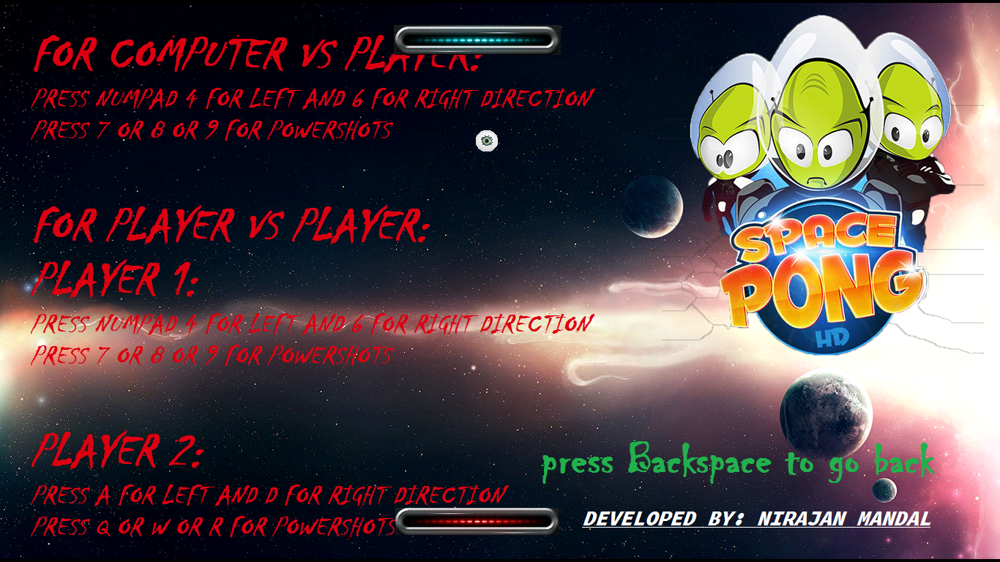 FOR COMPUTER VS PLAYER:
PRESS NUMPAD 4 FOR LEFT AND 6 FOR RIGHT DIRECTION
PRESS 7 OR 8 OR 9 FOR POWERSHOTS
FOR PLAYER VS PLAYER:
PLAYER 1:
PRESS NUMPAD 4 FOR LEFT AND 6 FOR RIGHT DIRECTION
PRESS 7 OR 8 OR 9 FOR POWERSHOTS
PLAYER 2:
PRESS A FOR LEFT AND D FOR RIGHT DIRECTION
PRESS Q OR W OR R FOR POWERSHOTS
SPACE
PONG
HD
press Backspace to go back
DEVELOPED BY: NIRAJAN MANDAL